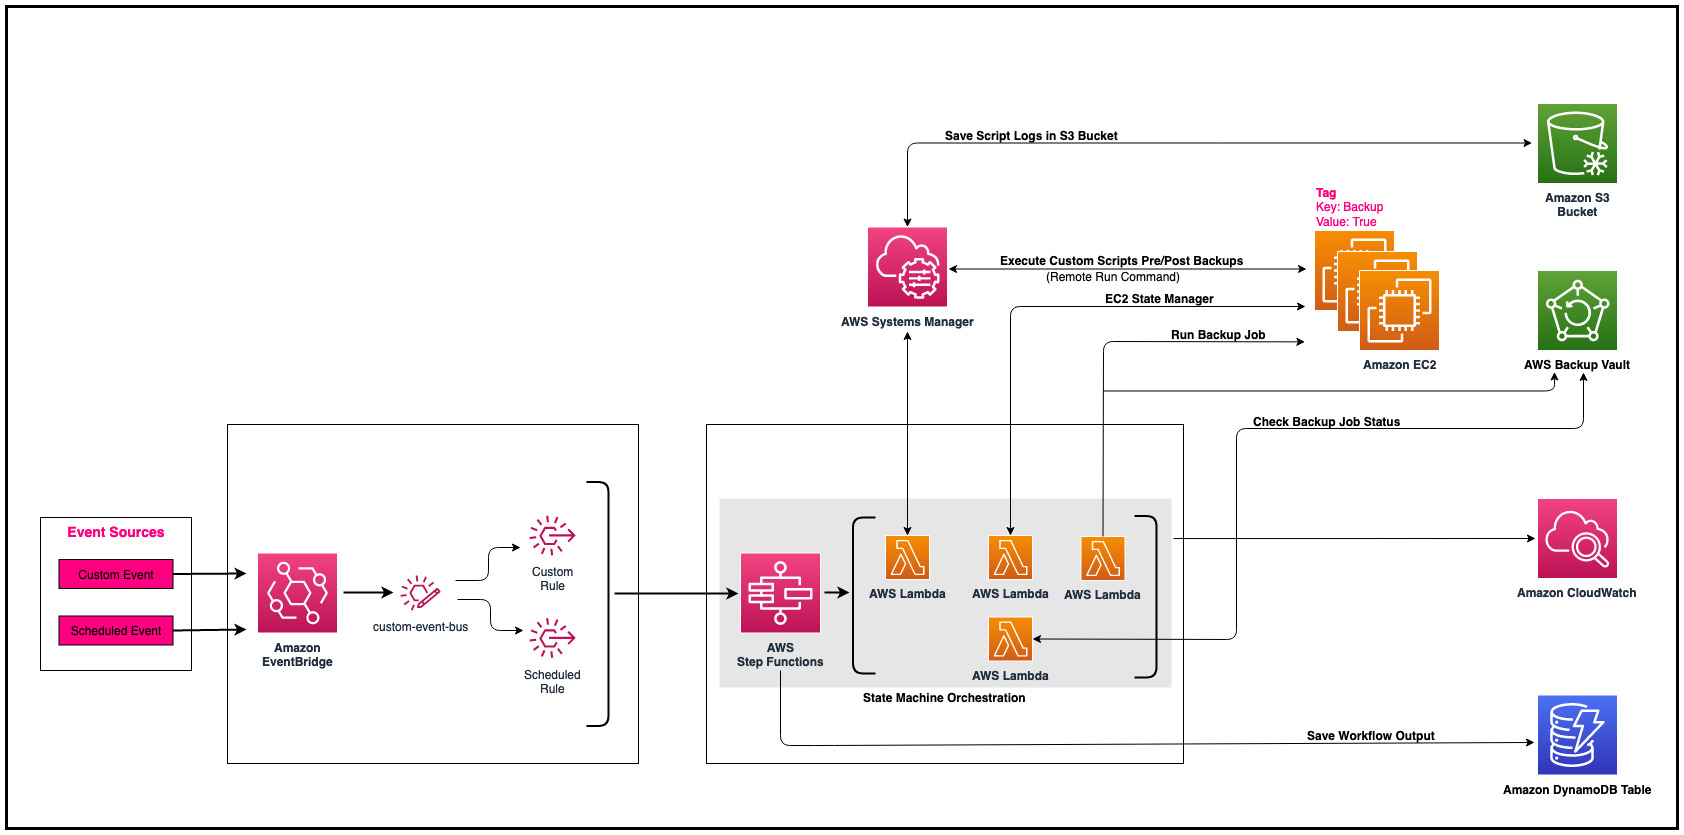 Save Script Logs in S3 Bucket
Amazon S3
Bucket
Tag
Key: Backup
Value: True
Execute Custom Scripts Pre/Post Backups
(Remote Run Command)
EC2 State Manager
AWS Systems Manager
Run Backup Job
Amazon EC2
AWS Backup Vault
Check Backup Job Status
Event Sources
Custom Event
Scheduled Event
Amazon
EventBridge
custom-event-bus
Custom
Rule
Scheduled
Rule
AWS
Step Functions
AWS Lambda
AWS Lambda
AWS Lambda
AWS Lambda
State Machine Orchestration
Amazon CloudWatch
Save Workflow Output
Amazon DynamoDB Table